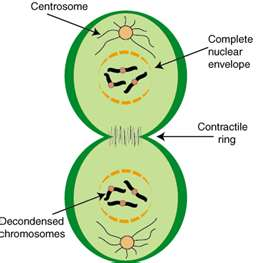 Centrosome
Complete
nuclear
envelope
Contractile
ring
Decondensed
chromosomes